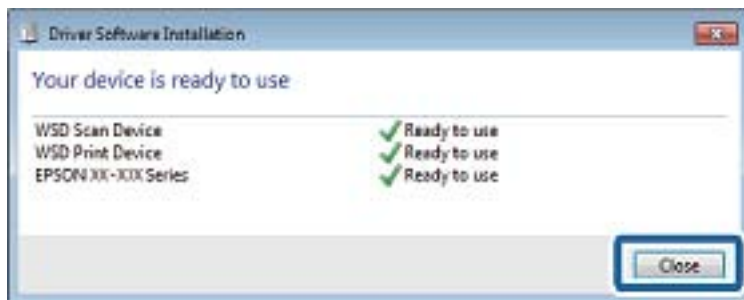 Driver Software Installation
Your device is ready to use
WSD Scan Device Ready to use
WSD Print Device Ready to use
EPSON XX-XXX Series Ready to use
Close